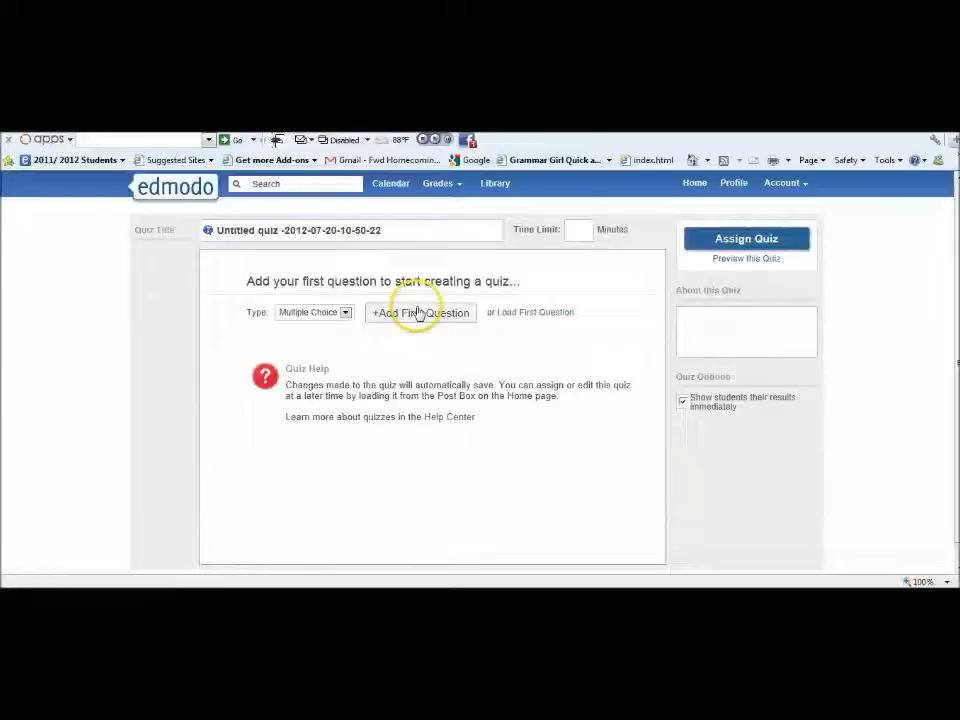 apps Go Disabled 88°F
2011/ 2012 Students Suggested Sites Get more Add-ons Gmail - Fwd Homecomin... Google Grammar Girl Quick a... index.html Page Safety Tools
edmodo Search Calendar Grades Library Home Profile Account
Quiz Title Untitled quiz -2012-07-20-10-50-22 Time Limit: Minutes
Assign Quiz
Preview this Quiz
Add your first question to start creating a quiz...
Type: Multiple Choice +Add First Question or Load First Question
About this Quiz
Quiz Help
Changes made to the quiz will automatically save. You can assign or edit this quiz
at a later time by loading it from the Post Box on the Home page.
Learn more about quizzes in the Help Center
Quiz Options:
Show students their results
immediately
100%